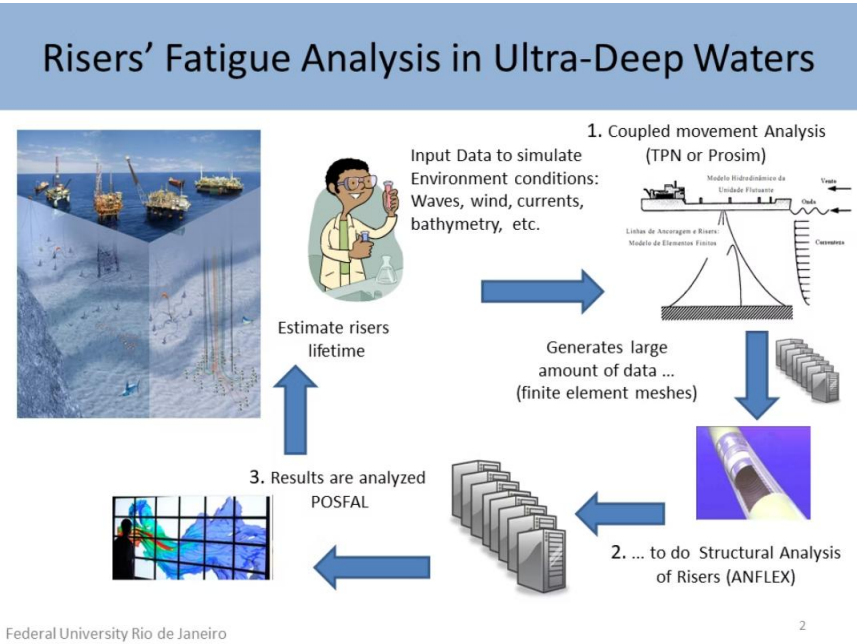 Risers' Fatigue Analysis in Ultra-Deep Waters
Input Data to simulate
Environment conditions:
Waves, wind, currents,
bathymetry, etc.
1. Coupled movement Analysis
(TPN or Prosim)
Modelo Hidrodinâmico da
Unidade Flutuante
Vento
Onda
Linhas de Ancoragem e Risers:
Modelo de Elementos Finitos
Correnteza
Generates large
amount of data ...
(finite element meshes)
2. ... to do Structural Analysis
of Risers (ANFLEX)
3. Results are analyzed
POSFAL
Estimate risers
lifetime
Federal University Rio de Janeiro
2